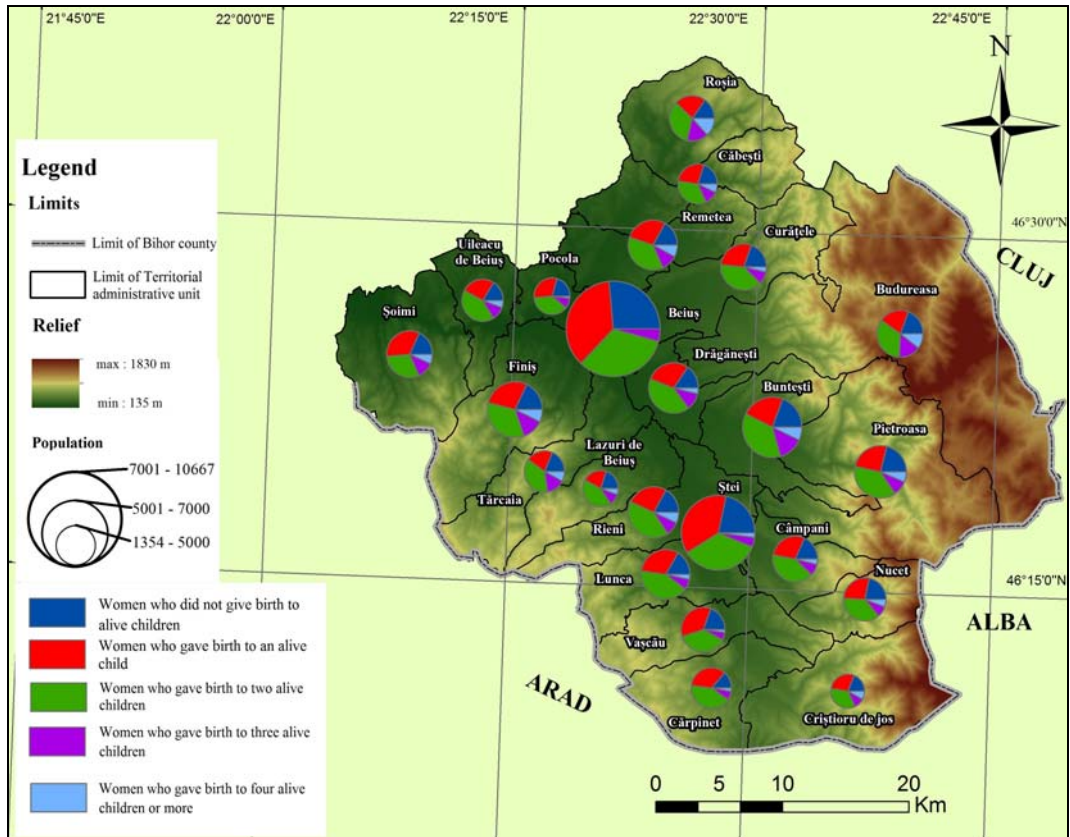 21°45'0"E
22°00'0"E
22°15'0"E
22°30'0"E
22°45'0"E
N
Roșia
Căbești
Remetea
Curățele
46°30'0"N
CLUJ
Uileacu
de Beiuș
Pocola
Budureasa
Șoimi
Beiuș
Drăgănești
Finiș
Buntești
Pietroasa
Lazuri de
Beiuș
Tărcaia
Ștei
Rieni
Câmpani
Lunca
Nucet
46°15'0"N
ALBA
Vașcău
ARAD
Cărpinet
Criștioru de jos
0 5 10 20
Km
Legend
Limits
Limit of Bihor county
Limit of Territorial
administrative unit
Relief
max : 1830 m
min : 135 m
Population
7001 - 10667
5001 - 7000
1354 - 5000
Women who did not give birth to
alive children
Women who gave birth to an alive
child
Women who gave birth to two alive
children
Women who gave birth to three alive
children
Women who gave birth to four alive
children or more